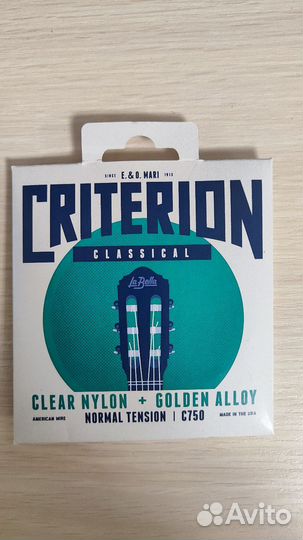 SINCE E. & O. MARI 1913
CRITERION
CLASSICAL
La Bella
CLEAR NYLON + GOLDEN ALLOY
AMERICAN WIRE NORMAL TENSION | C750 MADE IN THE USA
Avito